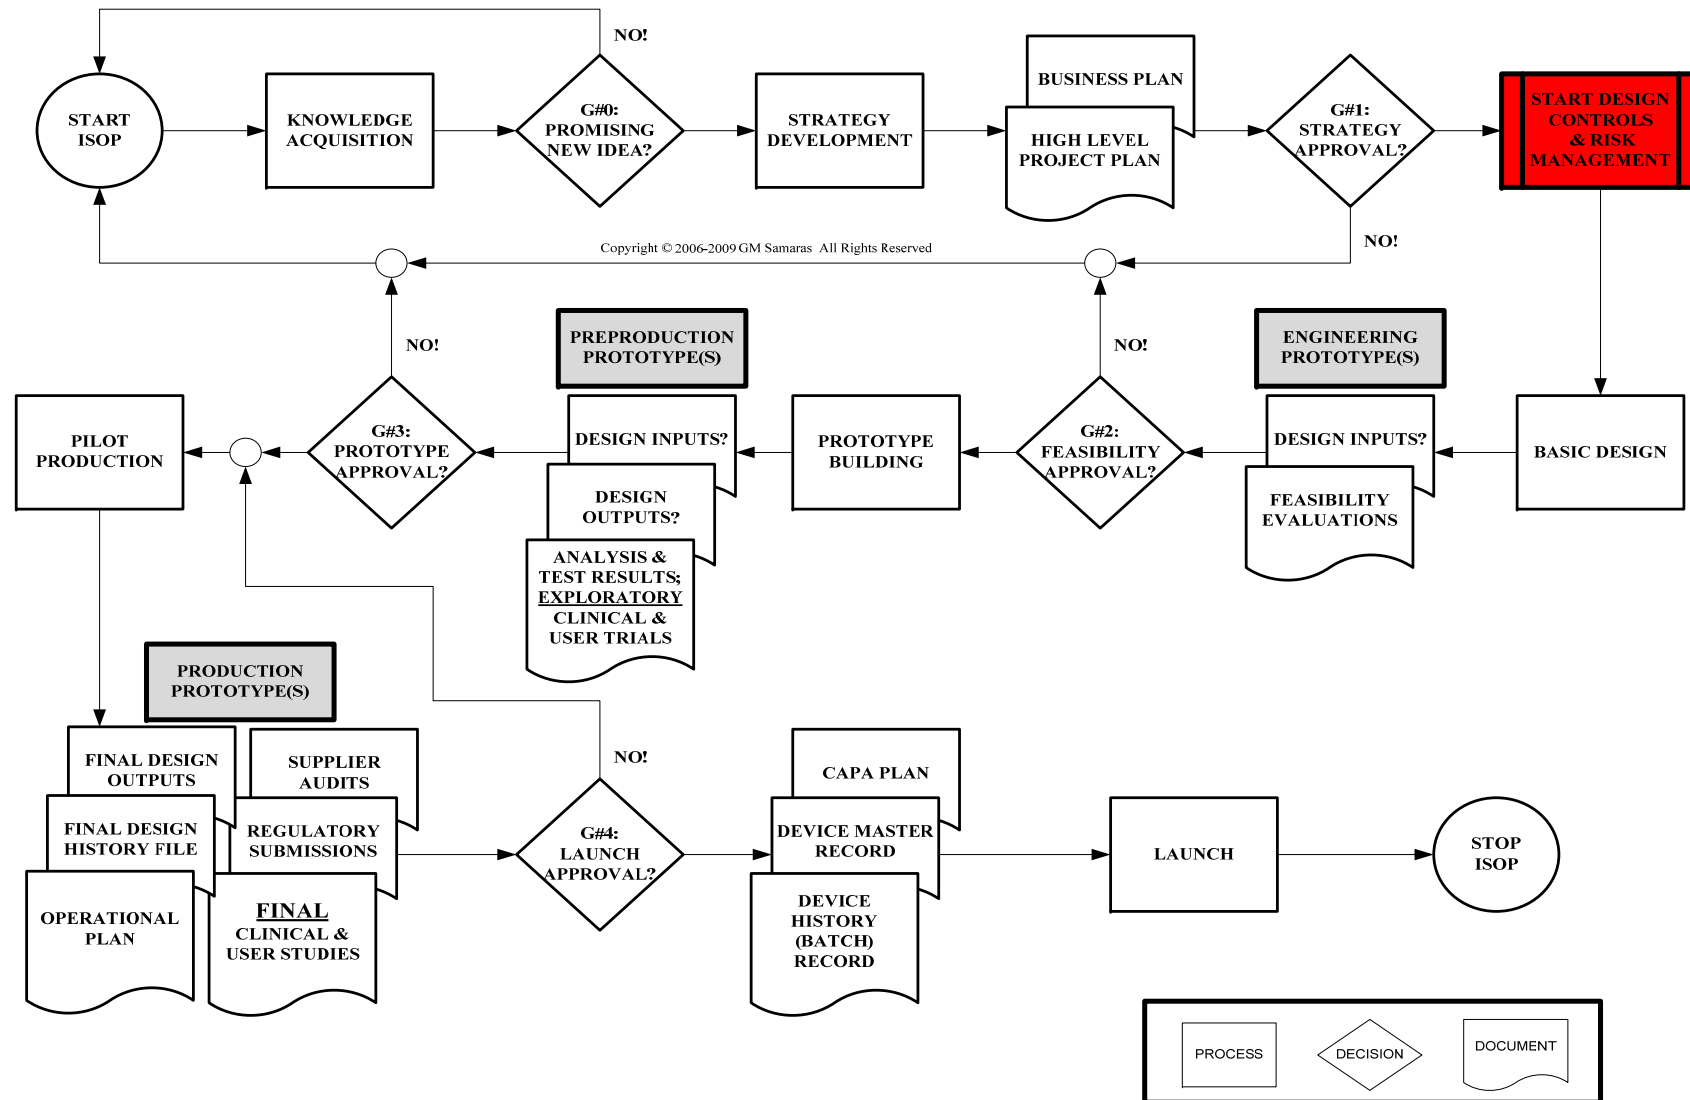 NO!
START
ISOP
KNOWLEDGE
ACQUISITION
G#0:
PROMISING
NEW IDEA?
STRATEGY
DEVELOPMENT
BUSINESS PLAN
HIGH LEVEL
PROJECT PLAN
G#1:
STRATEGY
APPROVAL?
START DESIGN
CONTROLS
& RISK
MANAGEMENT
NO!
Copyright © 2006-2009 GM Samaras All Rights Reserved
NO!
PREPRODUCTION
PROTOTYPE(S)
NO!
ENGINEERING
PROTOTYPE(S)
BASIC DESIGN
DESIGN INPUTS?
FEASIBILITY
EVALUATIONS
G#2:
FEASIBILITY
APPROVAL?
PROTOTYPE
BUILDING
DESIGN INPUTS?
DESIGN
OUTPUTS?
ANALYSIS &
TEST RESULTS;
EXPLORATORY
CLINICAL &
USER TRIALS
G#3:
PROTOTYPE
APPROVAL?
PILOT
PRODUCTION
PRODUCTION
PROTOTYPE(S)
FINAL DESIGN
OUTPUTS
FINAL DESIGN
HISTORY FILE
OPERATIONAL
PLAN
SUPPLIER
AUDITS
REGULATORY
SUBMISSIONS
FINAL
CLINICAL &
USER STUDIES
NO!
G#4:
LAUNCH
APPROVAL?
CAPA PLAN
DEVICE MASTER
RECORD
DEVICE
HISTORY
(BATCH)
RECORD
LAUNCH
STOP
ISOP
PROCESS
DECISION
DOCUMENT